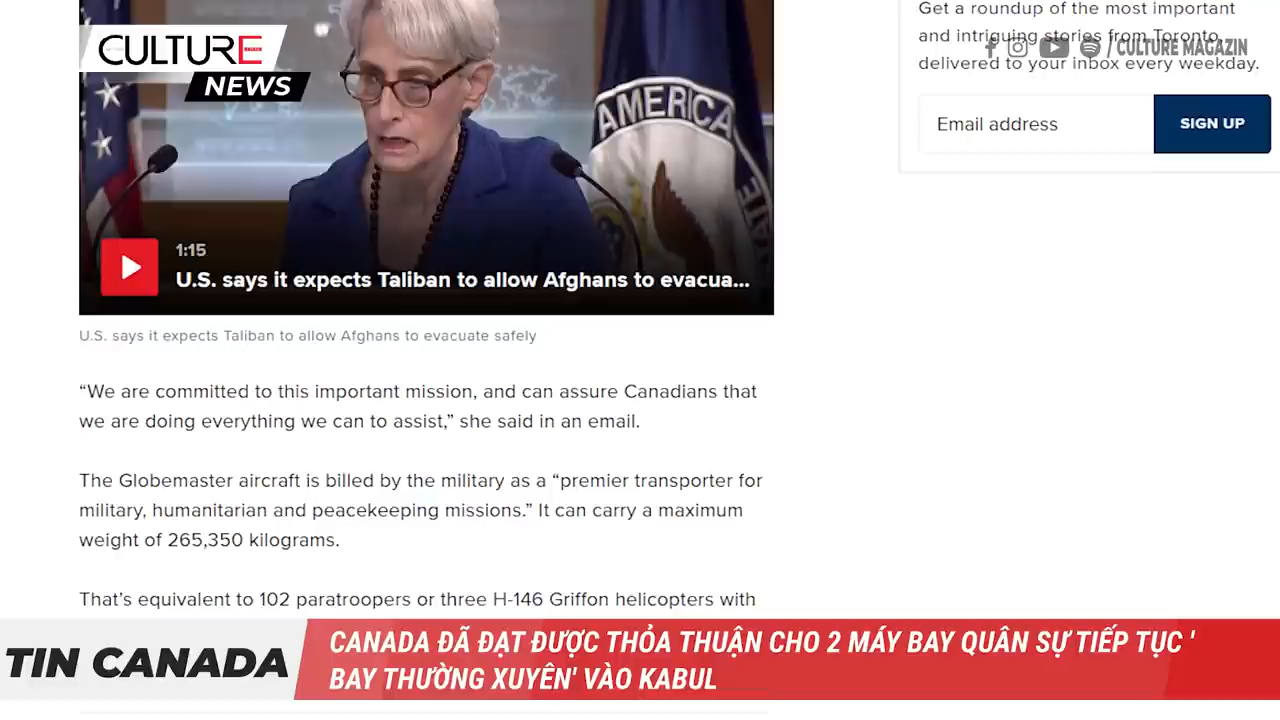 CULTURE
NEWS
AMERICA
1:15
U.S. says it expects Taliban to allow Afghans to evacua...
U.S. says it expects Taliban to allow Afghans to evacuate safely
“We are committed to this important mission, and can assure Canadians that
we are doing everything we can to assist,” she said in an email.
The Globemaster aircraft is billed by the military as a “premier transporter for
military, humanitarian and peacekeeping missions.” It can carry a maximum
weight of 265,350 kilograms.
That’s equivalent to 102 paratroopers or three H-146 Griffon helicopters with
Get a roundup of the most important
and intriguing stories from Toronto,
delivered to your inbox every weekday.
/CULTURE MAGAZIN
Email address
SIGN UP
TIN CANADA
CANADA ĐÃ ĐẠT ĐƯỢC THỎA THUẬN CHO 2 MÁY BAY QUÂN SỰ TIẾP TỤC '
BAY THƯỜNG XUYÊN' VÀO KABUL